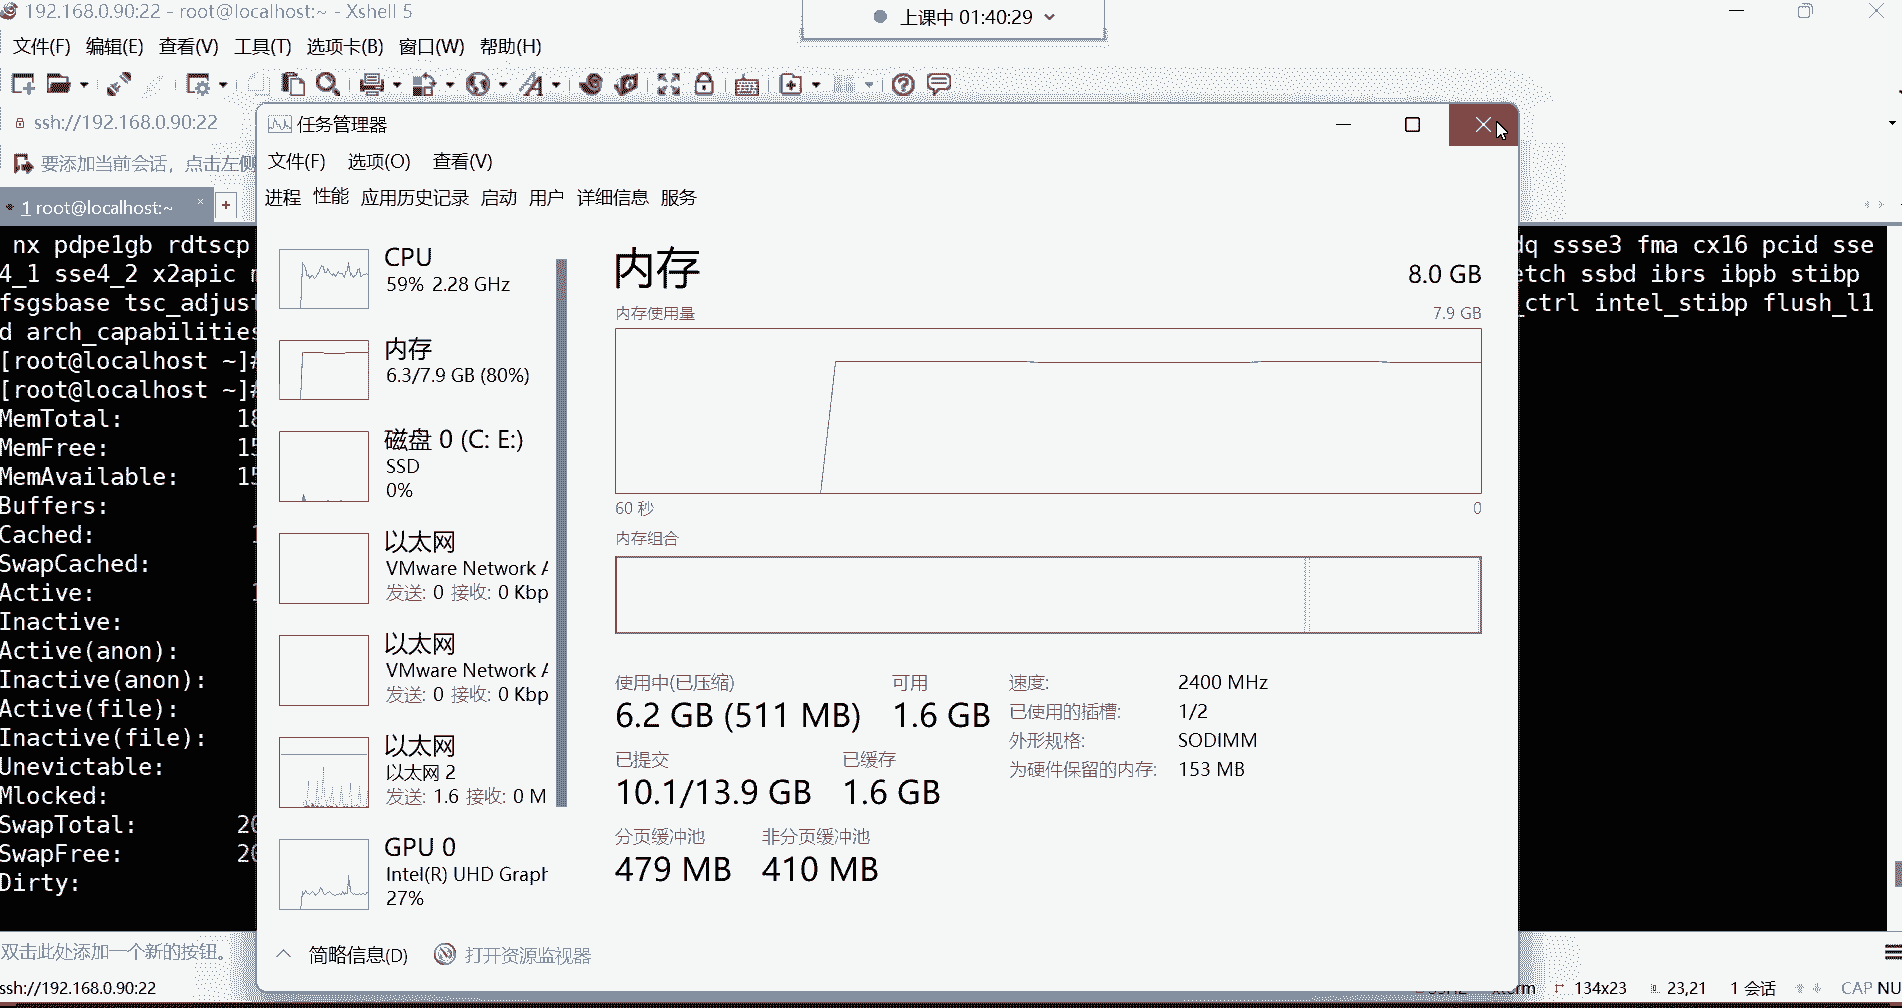 192.168.0.90:22 - root@localhost:~ - Xshell 5
上课中 01:40:29
文件(F) 编辑(E) 查看(V) 工具(T) 选项卡(B) 窗口(W) 帮助(H)
ssh://192.168.0.90:22
要添加当前会话，点击左侧
1 root@localhost:~
任务管理器
文件(F) 选项(O) 查看(V)
进程 性能 应用历史记录 启动 用户 详细信息 服务
nx pdpe1gb rdtscp
4_1 sse4_2 x2apic
fsgsbase tsc_adjust
d arch_capabilities
[root@localhost ~]#
[root@localhost ~]#
MemTotal: 18
MemFree: 15
MemAvailable: 15
Buffers:
Cached: 1
SwapCached:
Active: 1
Inactive:
Active(anon):
Inactive(anon):
Active(file):
Inactive(file):
Unevictable:
Mlocked:
SwapTotal: 20
SwapFree: 20
Dirty:
dq ssse3 fma cx16 pcid sse
etch ssbd ibrs ibpb stibp
_ctrl intel_stibp flush_l1
CPU
59% 2.28 GHz
内存
6.3/7.9 GB (80%)
磁盘 0 (C: E:)
SSD
0%
以太网
VMware Network A
发送: 0 接收: 0 Kbp
以太网
VMware Network A
发送: 0 接收: 0 Kbp
以太网
以太网 2
发送: 1.6 接收: 0 M
GPU 0
Intel(R) UHD Graph
27%
内存
8.0 GB
内存使用量 7.9 GB
60 秒 0
内存组合
使用中(已压缩) 可用
6.2 GB (511 MB) 1.6 GB
已提交 已缓存
10.1/13.9 GB 1.6 GB
分页缓冲池 非分页缓冲池
479 MB 410 MB
速度: 2400 MHz
已使用的插槽: 1/2
外形规格: SODIMM
为硬件保留的内存: 153 MB
简略信息(D) 打开资源监视器
双击此处添加一个新的按钮。
ssh://192.168.0.90:22
134x23 23,21 1 会话 CAP NU